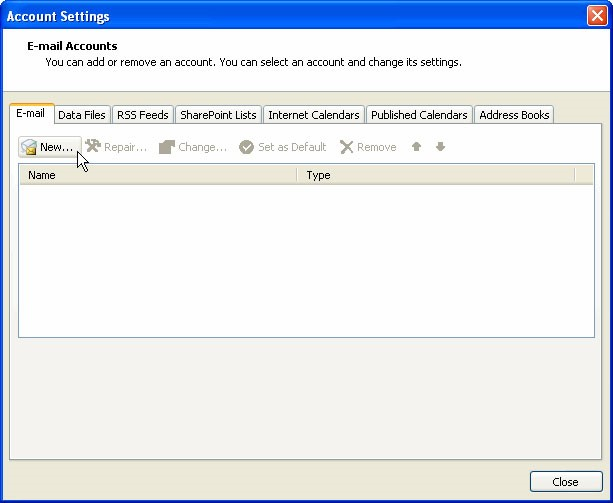 Account Settings
E-mail Accounts
You can add or remove an account. You can select an account and change its settings.
E-mail Data Files RSS Feeds SharePoint Lists Internet Calendars Published Calendars Address Books
New... Repair... Change... Set as Default Remove
Name Type
Close